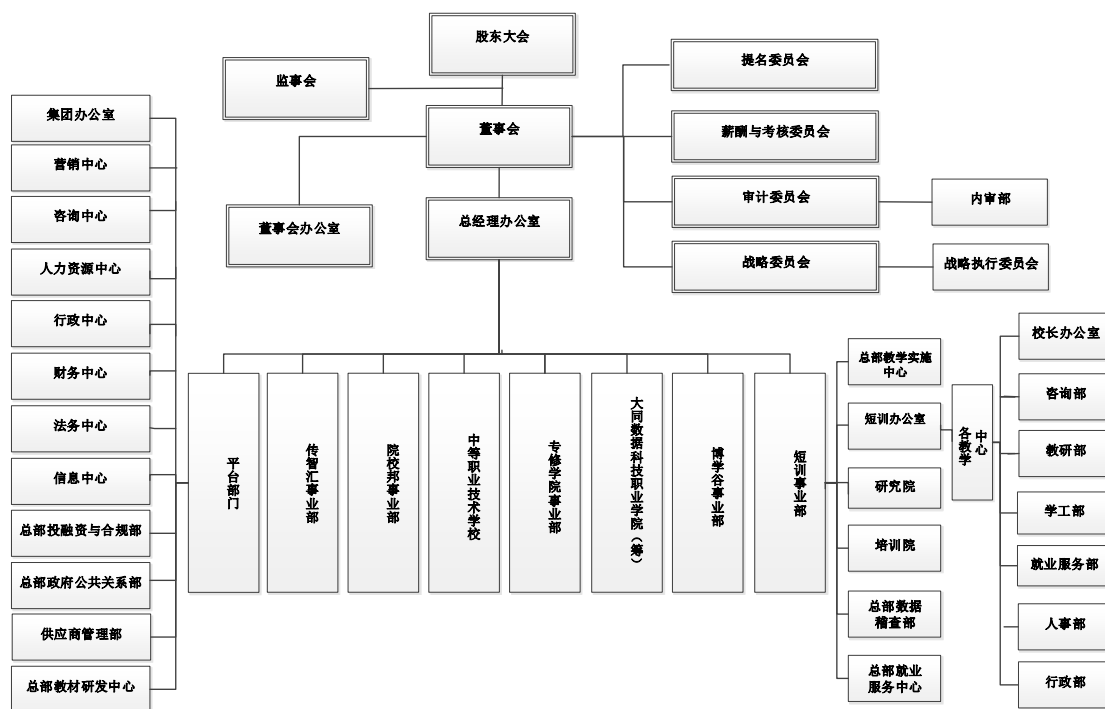 股东大会
监事会
提名委员会
集团办公室
董事会
薪酬与考核委员会
营销中心
咨询中心
董事会办公室
总经理办公室
审计委员会
内审部
人力资源中心
战略委员会
战略执行委员会
行政中心
财务中心
法务中心
信息中心
总部投融资与合规部
总部政府公共关系部
供应商管理部
总部教材研发中心
平台部门
传智汇事业部
院校邦事业部
中等职业技术学校
专修学院事业部
大同数据科技职业学院（筹）
博学谷事业部
短训事业部
总部教学实施
中心
短训办公室
研究院
培训院
总部数据
稽查部
总部就业
服务中心
各教学
中心
校长办公室
咨询部
教研部
学工部
就业服务部
人事部
行政部